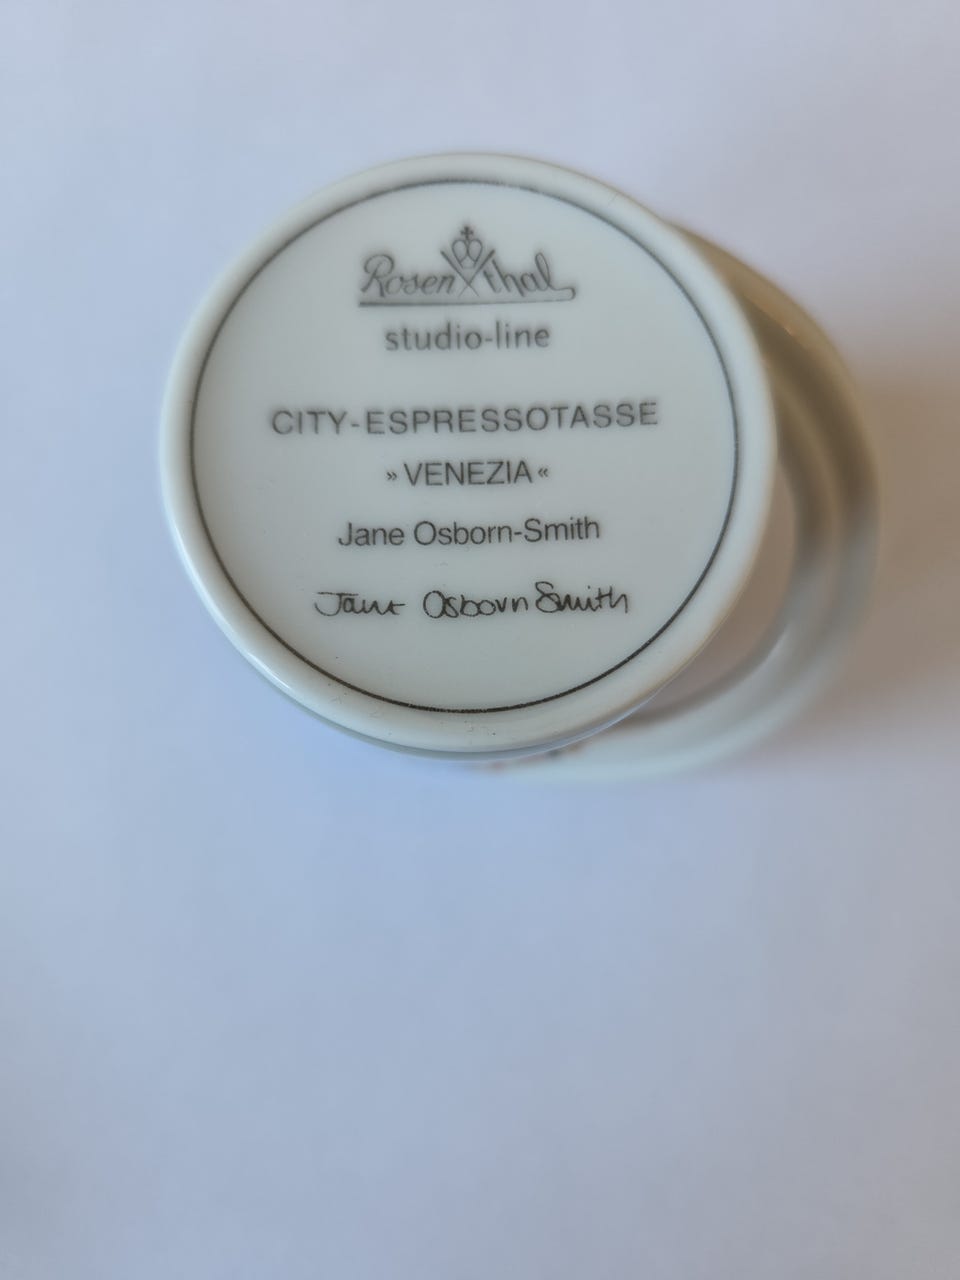 Rosenthal
studio-line
CITY-ESPRESSOTASSE
»VENEZIA«
Jane Osborn-Smith
Jane Osborn Smith